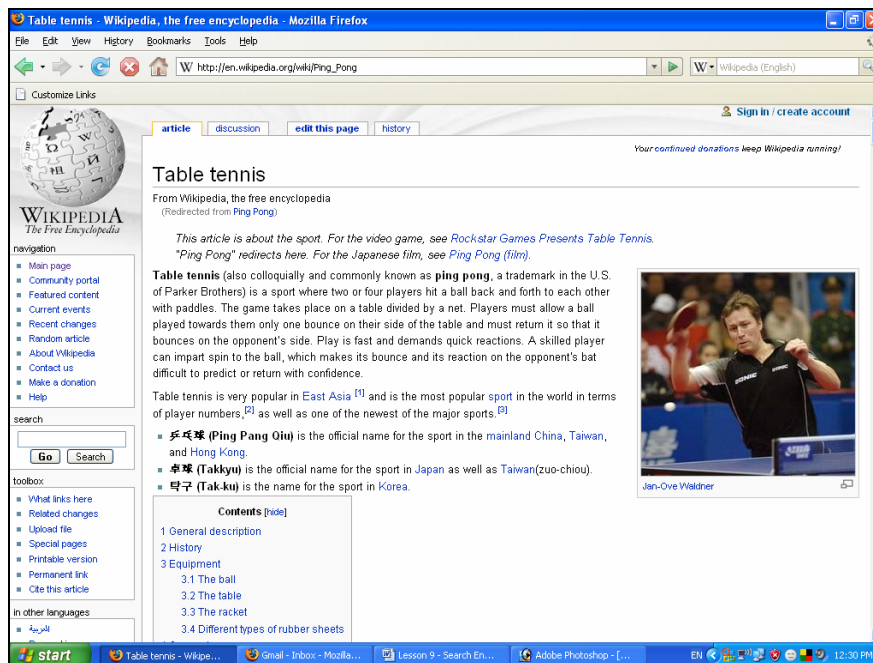 Table tennis - Wikipedia, the free encyclopedia - Mozilla Firefox
File Edit View History Bookmarks Tools Help
W http://en.wikipedia.org/wiki/Ping_Pong W Wikipedia (English)
Customize Links
Sign in / create account
article discussion edit this page history
Your continued donations keep Wikipedia running!
WIKIPEDIA
The Free Encyclopedia
navigation
Main page
Community portal
Featured content
Current events
Recent changes
Random article
About Wikipedia
Contact us
Make a donation
Help
search
Go Search
toolbox
What links here
Related changes
Upload file
Special pages
Printable version
Permanent link
Cite this article
in other languages
العربية
Table tennis
From Wikipedia, the free encyclopedia
(Redirected from Ping Pong)
This article is about the sport. For the video game, see Rockstar Games Presents Table Tennis.
"Ping Pong" redirects here. For the Japanese film, see Ping Pong (film).
Table tennis (also colloquially and commonly known as ping pong, a trademark in the U.S.
of Parker Brothers) is a sport where two or four players hit a ball back and forth to each other
with paddles. The game takes place on a table divided by a net. Players must allow a ball
played towards them only one bounce on their side of the table and must return it so that it
bounces on the opponent's side. Play is fast and demands quick reactions. A skilled player
can impart spin to the ball, which makes its bounce and its reaction on the opponent's bat
difficult to predict or return with confidence.
Table tennis is very popular in East Asia [1] and is the most popular sport in the world in terms
of player numbers,[2] as well as one of the newest of the major sports.[3]
乒乓球 (Ping Pang Qiu) is the official name for the sport in the mainland China, Taiwan,
and Hong Kong.
卓球 (Takkyu) is the official name for the sport in Japan as well as Taiwan(zuo-chiou).
탁구 (Tak-ku) is the name for the sport in Korea.
SONIC SONIC
Jan-Ove Waldner
Contents [hide]
1 General description
2 History
3 Equipment
3.1 The ball
3.2 The table
3.3 The racket
3.4 Different types of rubber sheets
start Table tennis - Wikipe... Gmail - Inbox - Mozilla... Lesson 9 - Search En... Adobe Photoshop - [... EN 12:30 PM